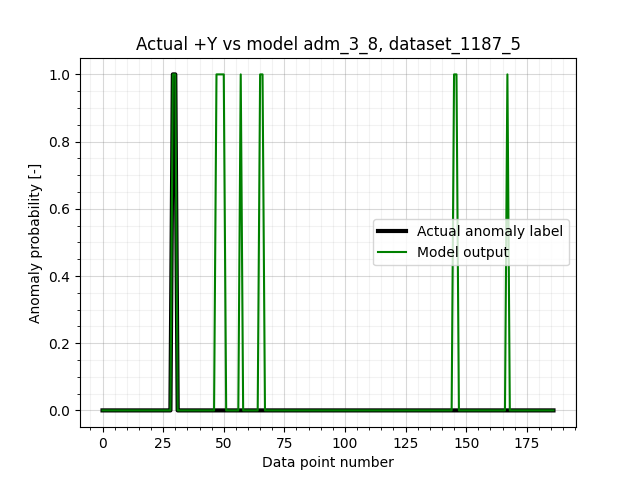 Actual +Y vs model adm_3_8, dataset_1187_5
1.0
0.8
0.6
0.4
0.2
0.0
Anomaly probability [-]
Actual anomaly label
Model output
0 25 50 75 100 125 150 175
Data point number